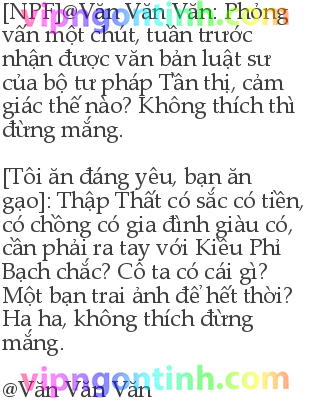 [NPF]@Văn Văn Văn: Phỏng
vấn một chút, tuần trước
nhận được văn bản luật sư
của bộ tư pháp Tần thị, cảm
giác thế nào? Không thích thì
đừng mắng.
[Tôi ăn đáng yêu, bạn ăn
gạo]: Thập Thất có sắc có tiền,
có chồng có gia đình giàu có,
cần phải ra tay với Kiều Phỉ
Bạch chắc? Cô ta có cái gì?
Một bạn trai ảnh đế hết thời?
Ha ha, không thích đừng
mắng.
vipngontinh.com
@Văn Văn Văn